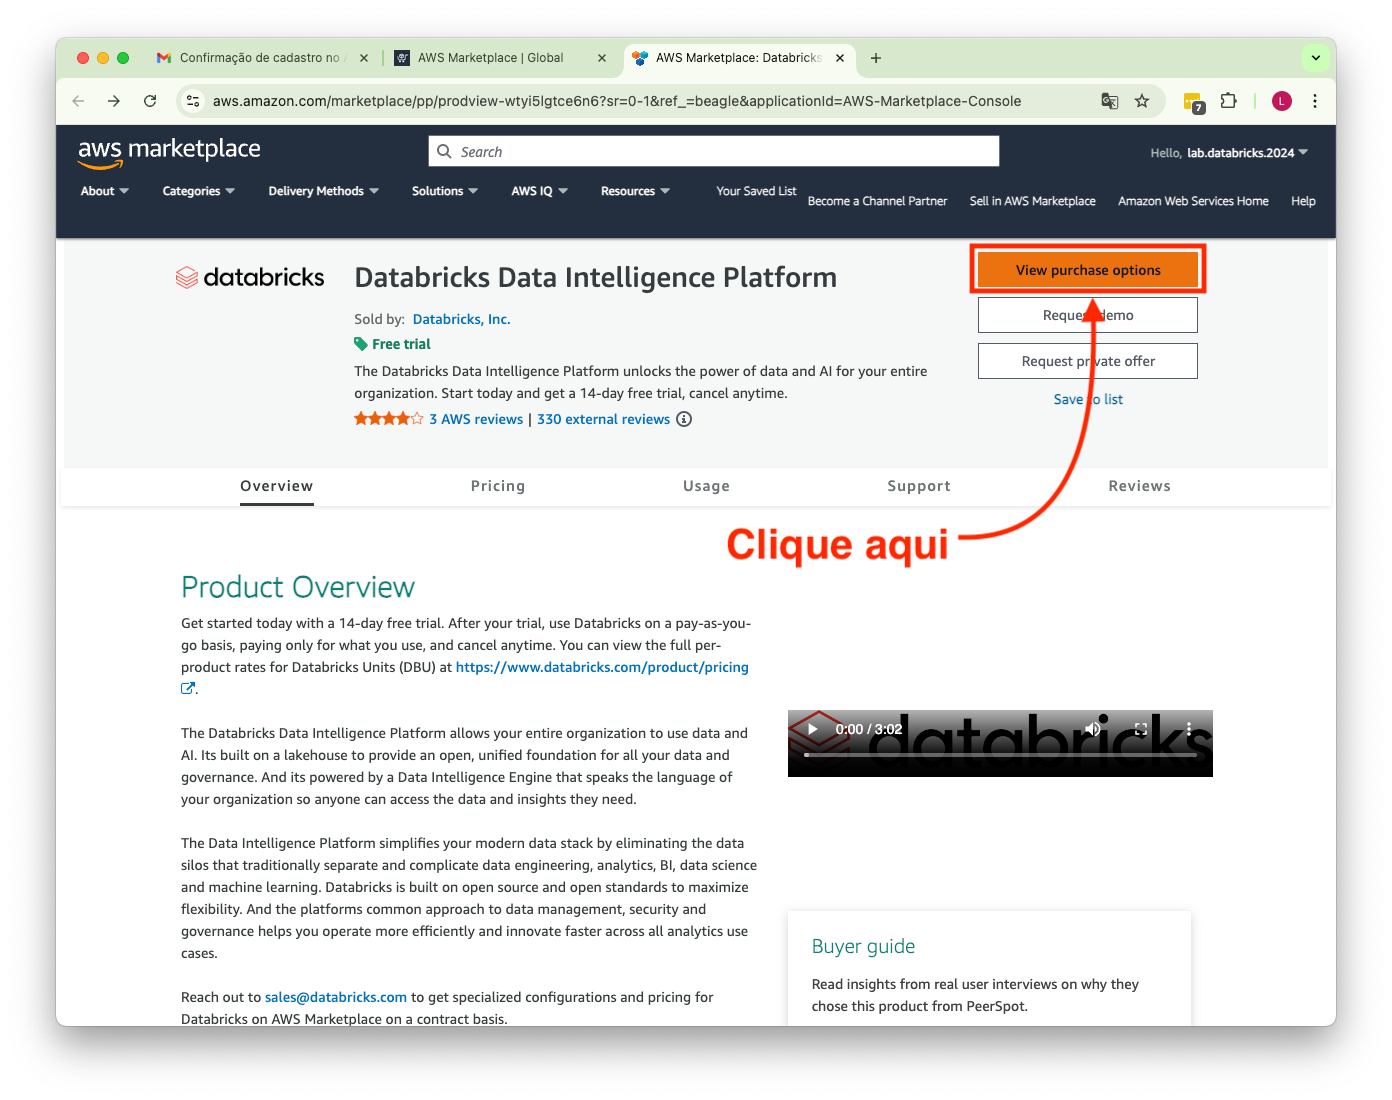 Confirmação de cadastro no
AWS Marketplace | Global
AWS Marketplace: Databricks
aws.amazon.com/marketplace/pp/prodview-wtyi5lgtce6n6?sr=0-1&ref_=beagle&applicationId=AWS-Marketplace-Console
7
L
aws marketplace
Search
Hello, lab.databricks.2024
About
Categories
Delivery Methods
Solutions
AWS IQ
Resources
Your Saved List
Become a Channel Partner
Sell in AWS Marketplace
Amazon Web Services Home
Help
databricks
Databricks Data Intelligence Platform
Sold by: Databricks, Inc.
Free trial
The Databricks Data Intelligence Platform unlocks the power of data and AI for your entire
organization. Start today and get a 14-day free trial, cancel anytime.
3 AWS reviews | 330 external reviews
View purchase options
Request demo
Request private offer
Save to list
Overview
Pricing
Usage
Support
Reviews
Clique aqui
Product Overview
Get started today with a 14-day free trial. After your trial, use Databricks on a pay-as-you-
go basis, paying only for what you use, and cancel anytime. You can view the full per-
product rates for Databricks Units (DBU) at https://www.databricks.com/product/pricing
.
The Databricks Data Intelligence Platform allows your entire organization to use data and
AI. Its built on a lakehouse to provide an open, unified foundation for all your data and
governance. And its powered by a Data Intelligence Engine that speaks the language of
your organization so anyone can access the data and insights they need.
The Data Intelligence Platform simplifies your modern data stack by eliminating the data
silos that traditionally separate and complicate data engineering, analytics, BI, data science
and machine learning. Databricks is built on open source and open standards to maximize
flexibility. And the platforms common approach to data management, security and
governance helps you operate more efficiently and innovate faster across all analytics use
cases.
Reach out to sales@databricks.com to get specialized configurations and pricing for
Databricks on AWS Marketplace on a contract basis.
databricks
0:00 / 3:02
Buyer guide
Read insights from real user interviews on why they
chose this product from PeerSpot.